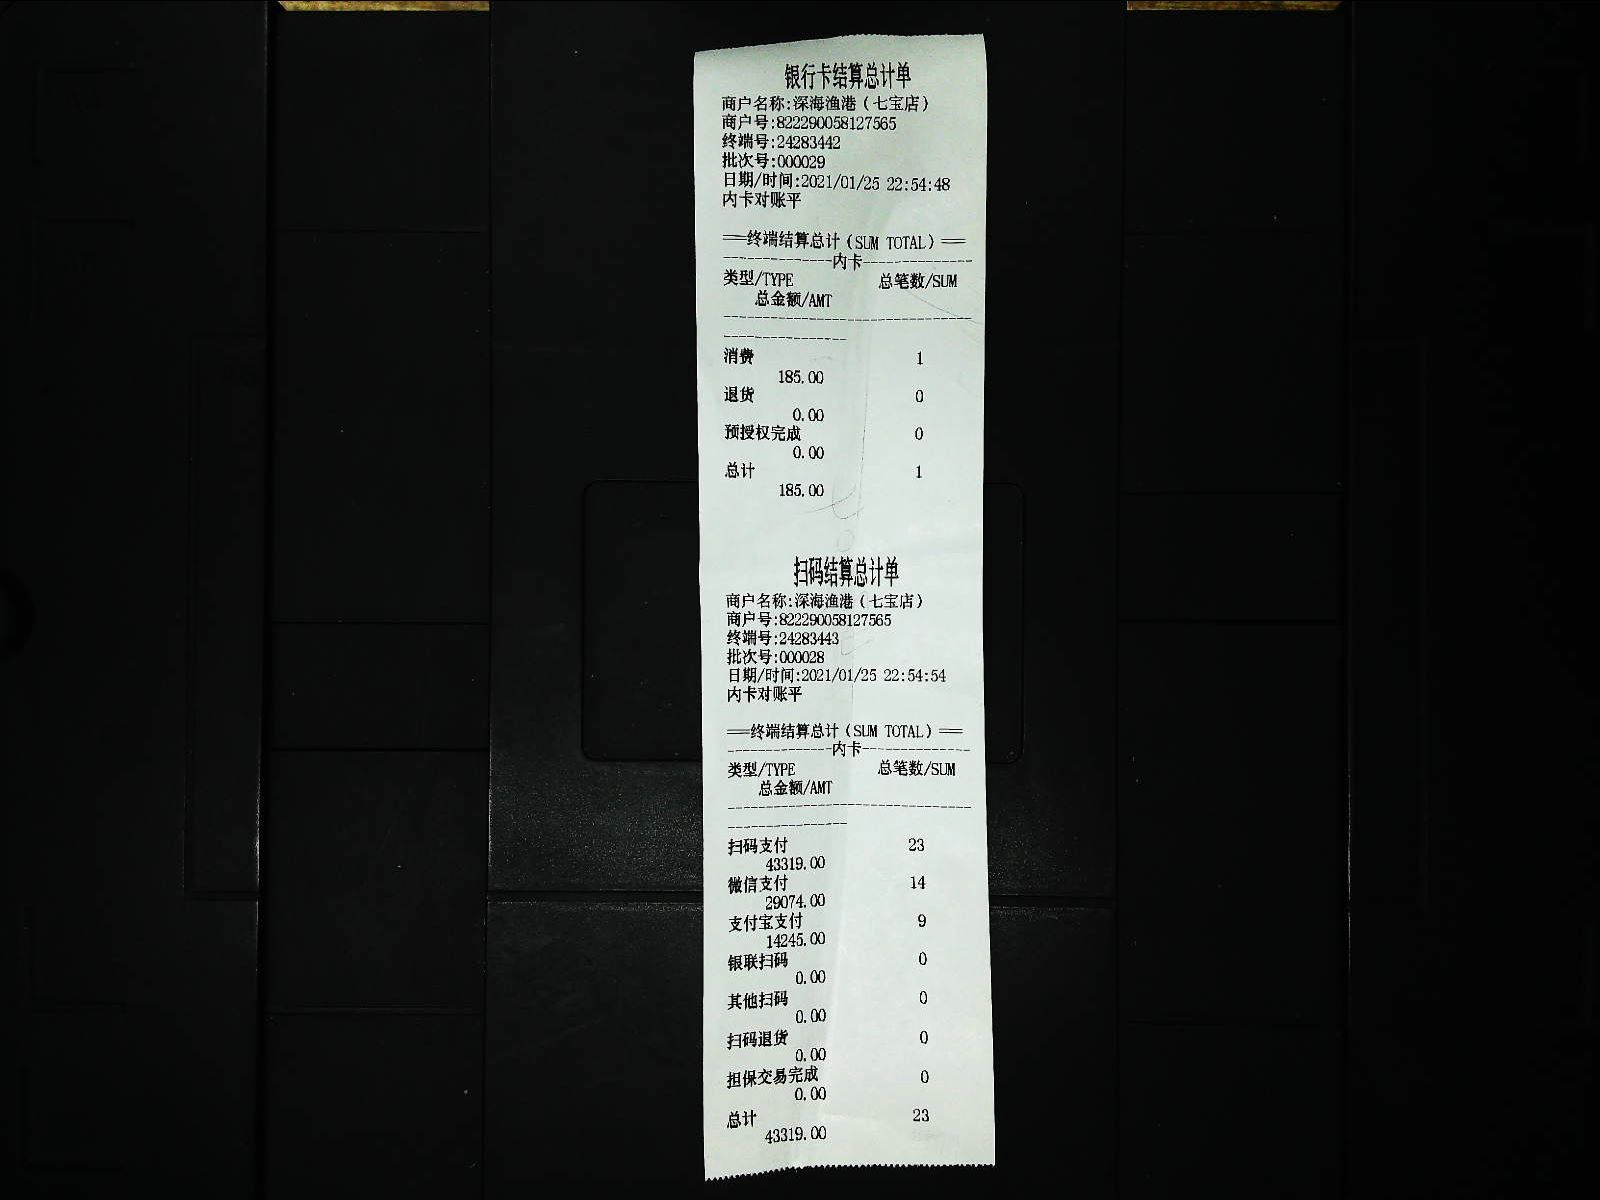 银行卡结算总计单
商户名称:深海渔港（七宝店）
商户号:822290058127565
终端号:24283442
批次号:000029
日期/时间:2021/01/25 22:54:48
内卡对账平
==终端结算总计（SUM TOTAL）==
--------------内卡--------------
类型/TYPE 总笔数/SUM
总金额/AMT
消费 1
185.00
退货 0
0.00
预授权完成 0
0.00
总计 1
185.00
扫码结算总计单
商户名称:深海渔港（七宝店）
商户号:822290058127565
终端号:24283443
批次号:000028
日期/时间:2021/01/25 22:54:54
内卡对账平
==终端结算总计（SUM TOTAL）==
--------------内卡--------------
类型/TYPE 总笔数/SUM
总金额/AMT
扫码支付 23
43319.00
微信支付 14
29074.00
支付宝支付 9
14245.00
银联扫码 0
0.00
其他扫码 0
0.00
扫码退货 0
0.00
担保交易完成 0
0.00
总计 23
43319.00